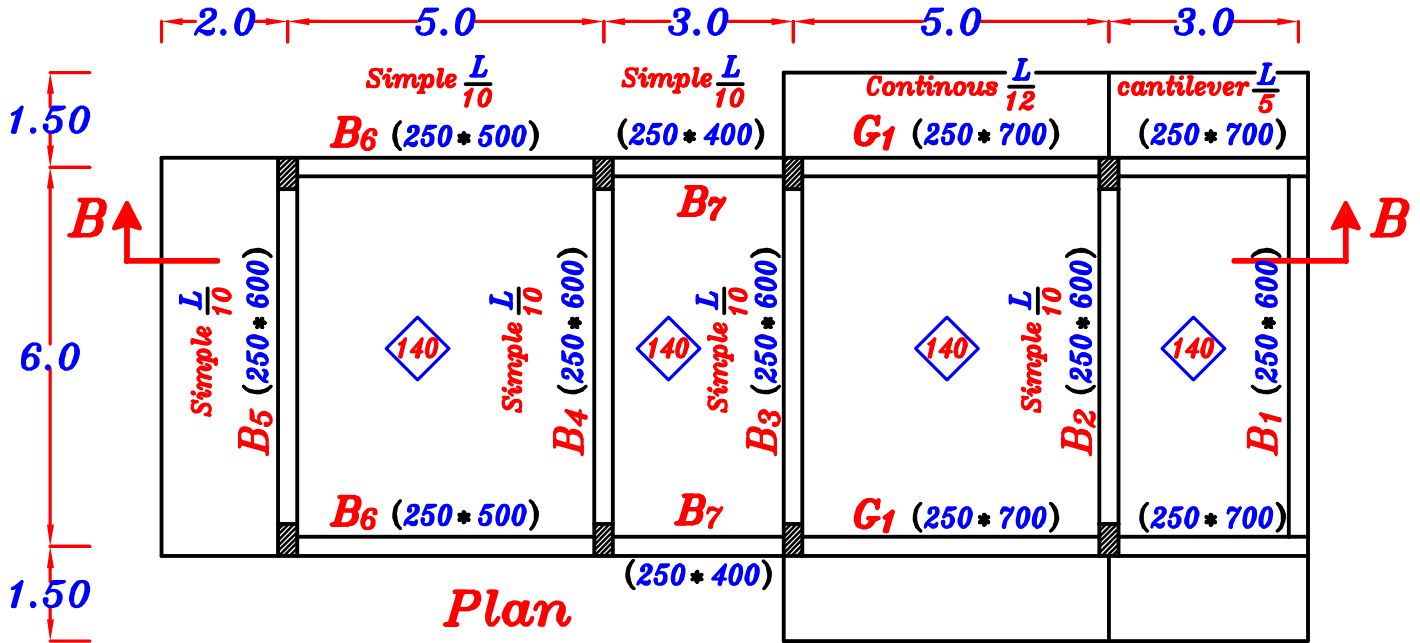 2.0 5.0 3.0 5.0 3.0
Simple L/10 Simple L/10 Continous L/12 cantilever L/5
1.50
B6 (250*500) (250*400) G1 (250*700) (250*700)
B B7 B
Simple L/10 B5 (250*600)
Simple L/10 B4 (250*600)
Simple L/10 B3 (250*600)
Simple L/10 B2 (250*600)
B1 (250*600)
6.0 140 140 140 140
B6 (250*500) B7 G1 (250*700) (250*700)
1.50 (250*400)
Plan